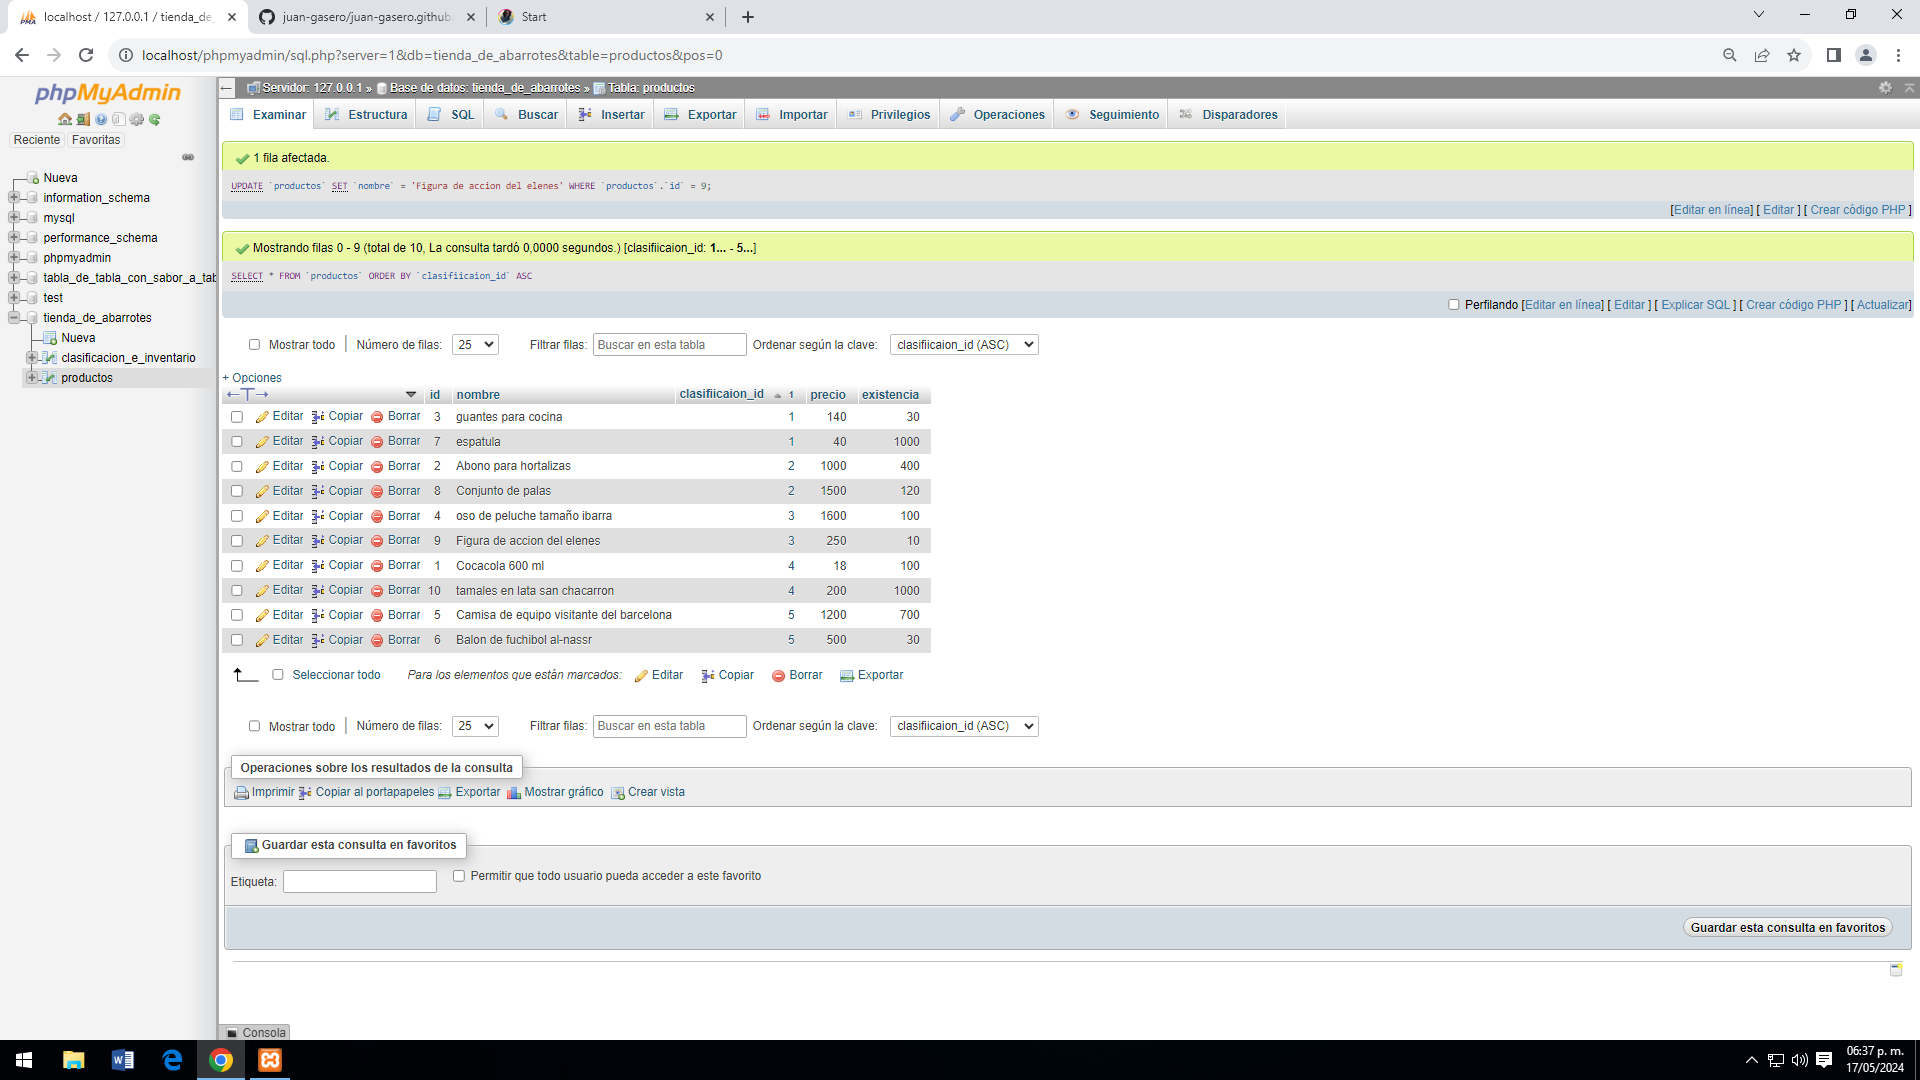 localhost / 127.0.0.1 / tienda_de_
juan-gasero/juan-gasero.github.
Start
localhost/phpmyadmin/sql.php?server=1&db=tienda_de_abarrotes&table=productos&pos=0
phpMyAdmin
Reciente Favoritas
Nueva
information_schema
mysql
performance_schema
phpmyadmin
tabla_de_tabla_con_sabor_a_tab
test
tienda_de_abarrotes
Nueva
clasificacion_e_inventario
productos
Servidor: 127.0.0.1 » Base de datos: tienda_de_abarrotes » Tabla: productos
Examinar Estructura SQL Buscar Insertar Exportar Importar Privilegios Operaciones Seguimiento Disparadores
1 fila afectada.
UPDATE `productos` SET `nombre` = 'Figura de accion del elenes' WHERE `productos`.`id` = 9;
[Editar en línea] [ Editar ] [ Crear código PHP ]
Mostrando filas 0 - 9 (total de 10, La consulta tardó 0,0000 segundos.) [clasifiicaion_id: 1... - 5...]
SELECT * FROM `productos` ORDER BY `clasifiicaion_id` ASC
Perfilando [Editar en línea] [ Editar ] [ Explicar SQL ] [ Crear código PHP ] [ Actualizar]
Mostrar todo Número de filas: 25 Filtrar filas: Buscar en esta tabla Ordenar según la clave: clasifiicaion_id (ASC)
+ Opciones
←T→ id nombre clasifiicaion_id 1 precio existencia
Editar Copiar Borrar 3 guantes para cocina 1 140 30
Editar Copiar Borrar 7 espatula 1 40 1000
Editar Copiar Borrar 2 Abono para hortalizas 2 1000 400
Editar Copiar Borrar 8 Conjunto de palas 2 1500 120
Editar Copiar Borrar 4 oso de peluche tamaño ibarra 3 1600 100
Editar Copiar Borrar 9 Figura de accion del elenes 3 250 10
Editar Copiar Borrar 1 Cocacola 600 ml 4 18 100
Editar Copiar Borrar 10 tamales en lata san chacarron 4 200 1000
Editar Copiar Borrar 5 Camisa de equipo visitante del barcelona 5 1200 700
Editar Copiar Borrar 6 Balon de fuchibol al-nassr 5 500 30
Seleccionar todo Para los elementos que están marcados: Editar Copiar Borrar Exportar
Mostrar todo Número de filas: 25 Filtrar filas: Buscar en esta tabla Ordenar según la clave: clasifiicaion_id (ASC)
Operaciones sobre los resultados de la consulta
Imprimir Copiar al portapapeles Exportar Mostrar gráfico Crear vista
Guardar esta consulta en favoritos
Etiqueta: Permitir que todo usuario pueda acceder a este favorito
Guardar esta consulta en favoritos
Consola
06:37 p. m.
17/05/2024